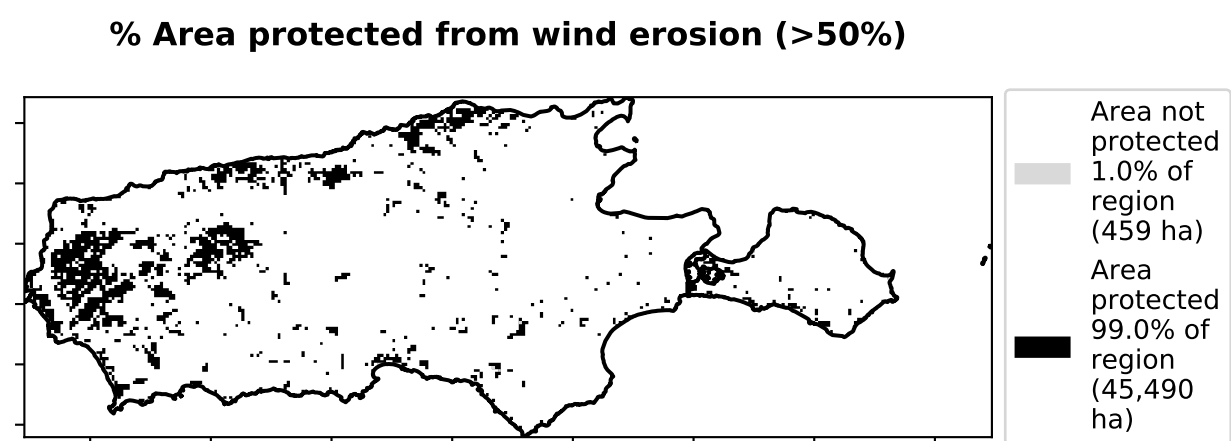 % Area protected from wind erosion (>50%)
Area not
protected
1.0% of
region
(459 ha)
Area
protected
99.0% of
region
(45,490
ha)